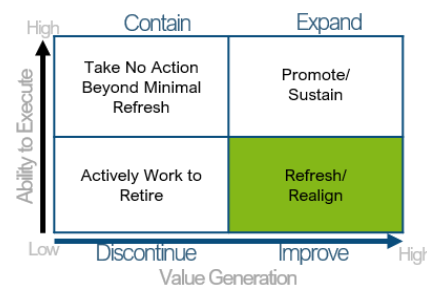 Contain
Expand
High
Take No Action
Beyond Minimal
Refresh
Promote/
Sustain
Ability to Execute
Actively Work to
Retire
Refresh/
Realign
Low
Discontinue
Improve
High
Value Generation